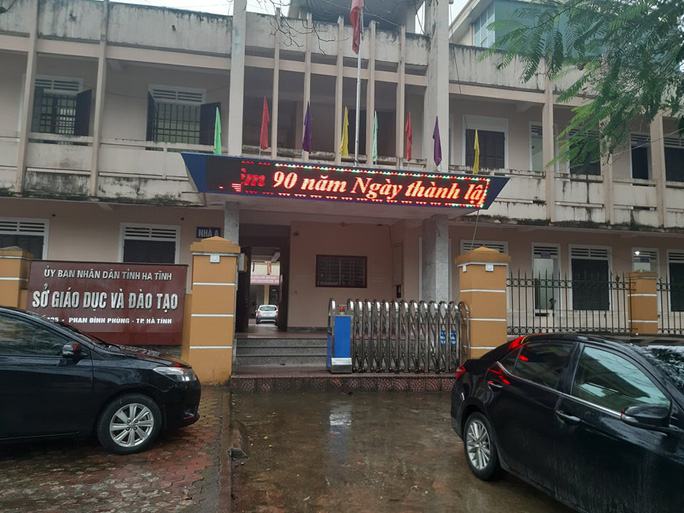 90 năm Ngày thành lậ
NHÀ A
ỦY BAN NHÂN DÂN TỈNH HÀ TĨNH
SỞ GIÁO DỤC VÀ ĐÀO TẠO
PHAN ĐÌNH PHÙNG - TP. HÀ TĨNH